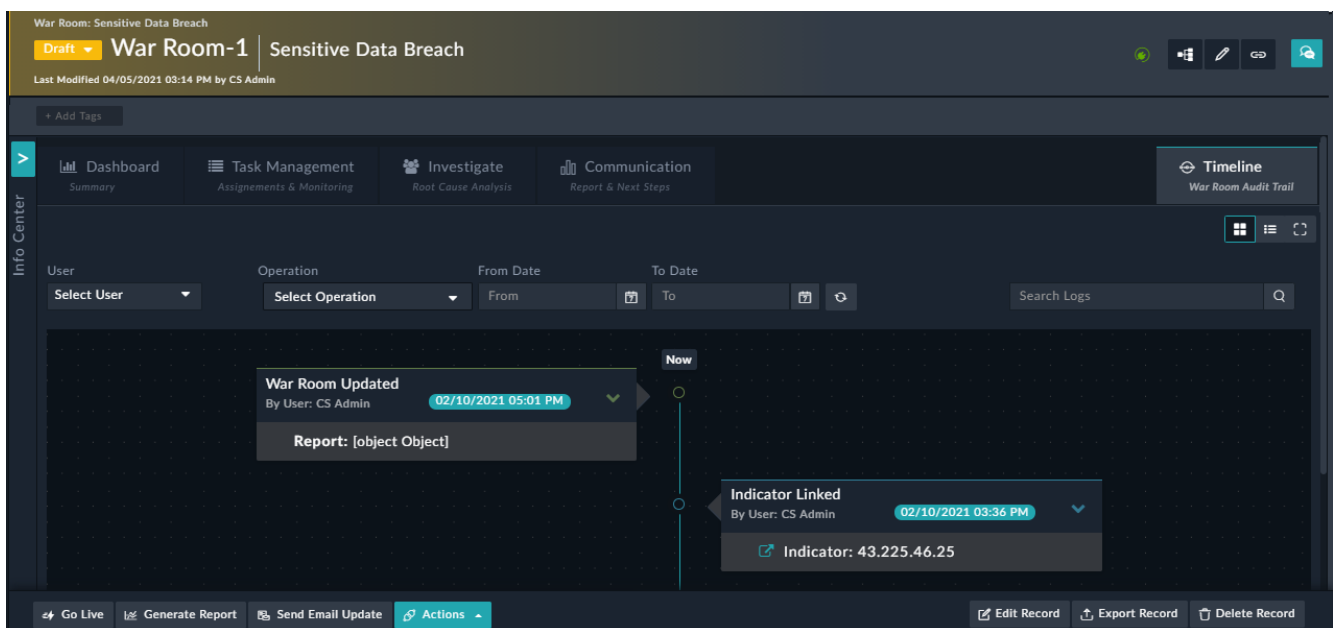 War Room: Sensitive Data Breach
Draft War Room-1 Sensitive Data Breach
Last Modified 04/05/2021 03:14 PM by CS Admin
+ Add Tags
Info Center
Dashboard Task Management Investigate Communication Timeline
Summary Assignements & Monitoring Root Cause Analysis Report & Next Steps War Room Audit Trail
User Operation From Date To Date
Select User Select Operation From To Search Logs
Now
War Room Updated
By User: CS Admin 02/10/2021 05:01 PM
Report: [object Object]
Indicator Linked
By User: CS Admin 02/10/2021 03:36 PM
Indicator: 43.225.46.25
Go Live Generate Report Send Email Update Actions Edit Record Export Record Delete Record